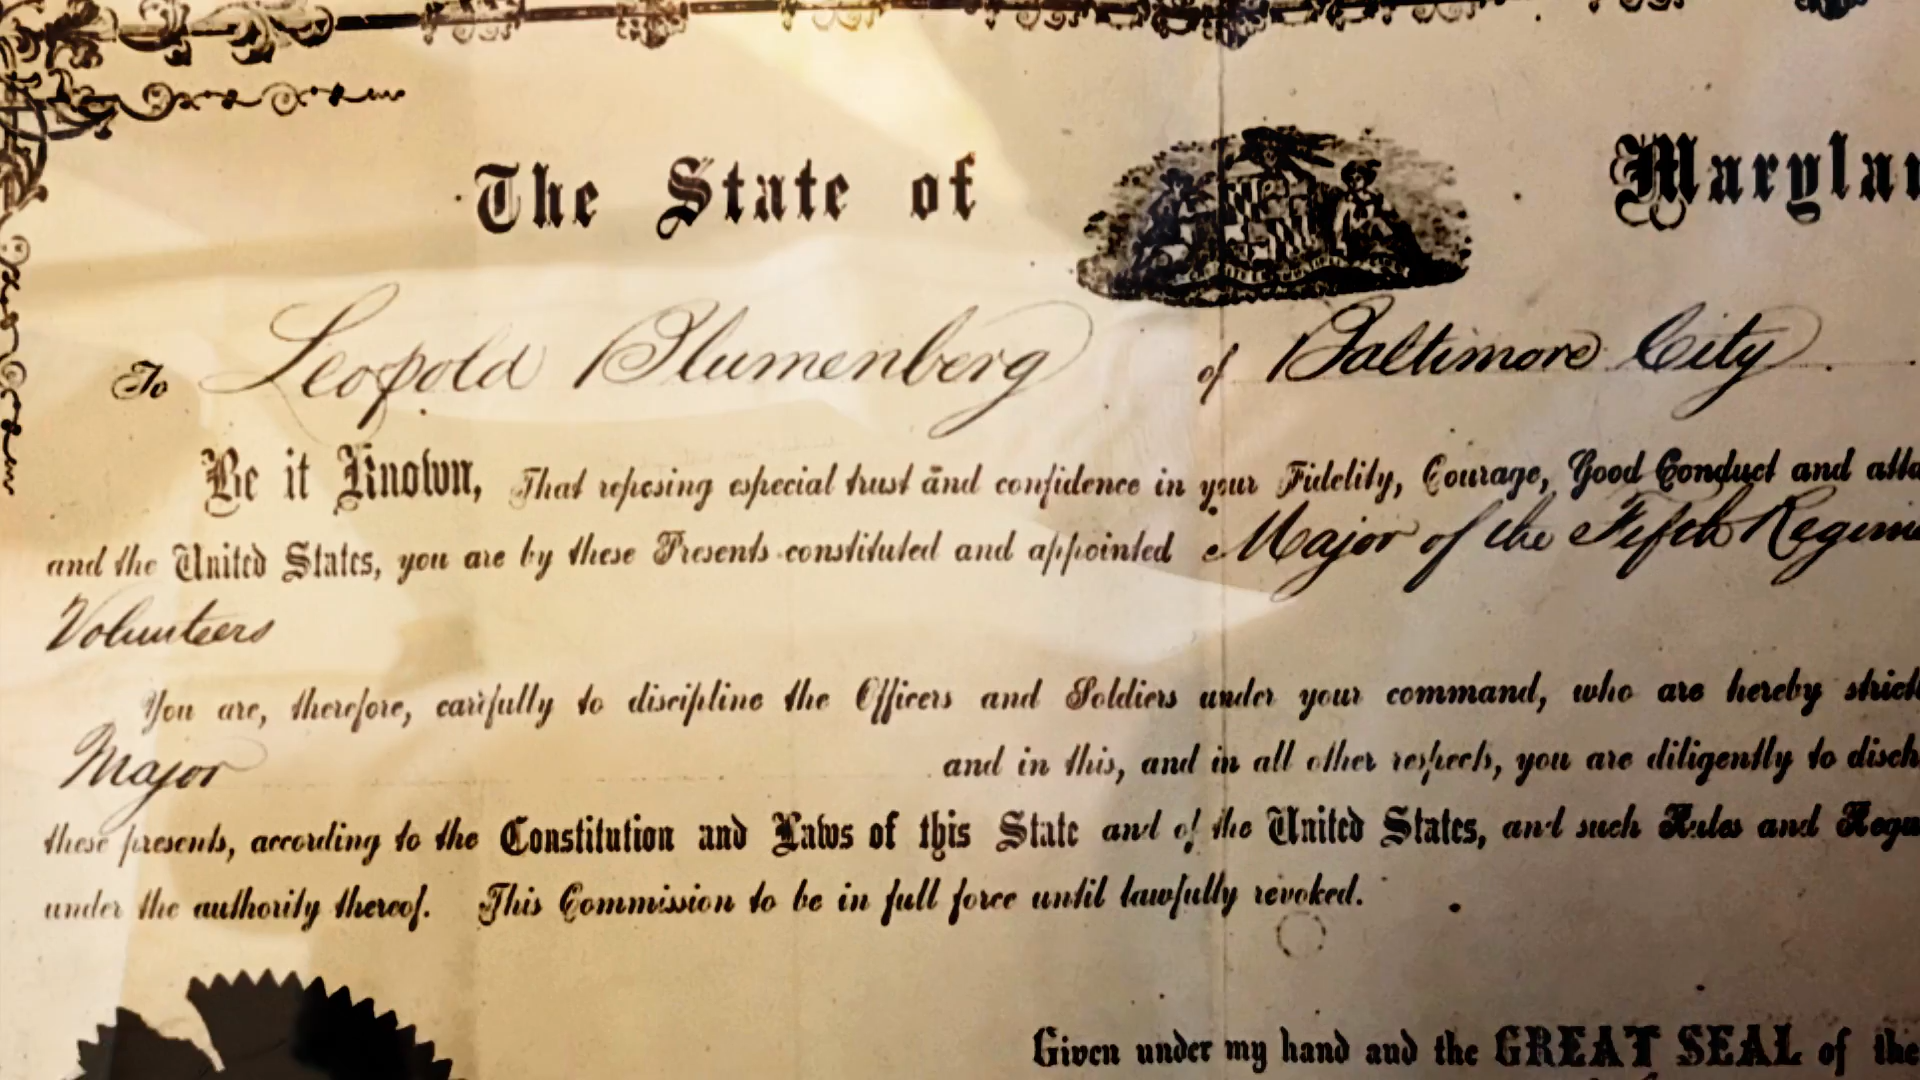 The State of Marylan
To Leopold Blumenberg of Baltimore City
Be it Known, That reposing especial trust and confidence in your Fidelity, Courage, Good Conduct and atta
and the United States, you are by these Presents constituted and appointed Major of the Fifth Regime
Volunteers
You are, therefore, carefully to discipline the Officers and Soldiers under your command, who are hereby strict
Major and in this, and in all other respects, you are diligently to disch
these presents, according to the Constitution and Laws of this State and of the United States, and such Rules and Regu
under the authority thereof. This Commission to be in full force until lawfully revoked.
Given under my hand and the GREAT SEAL of the